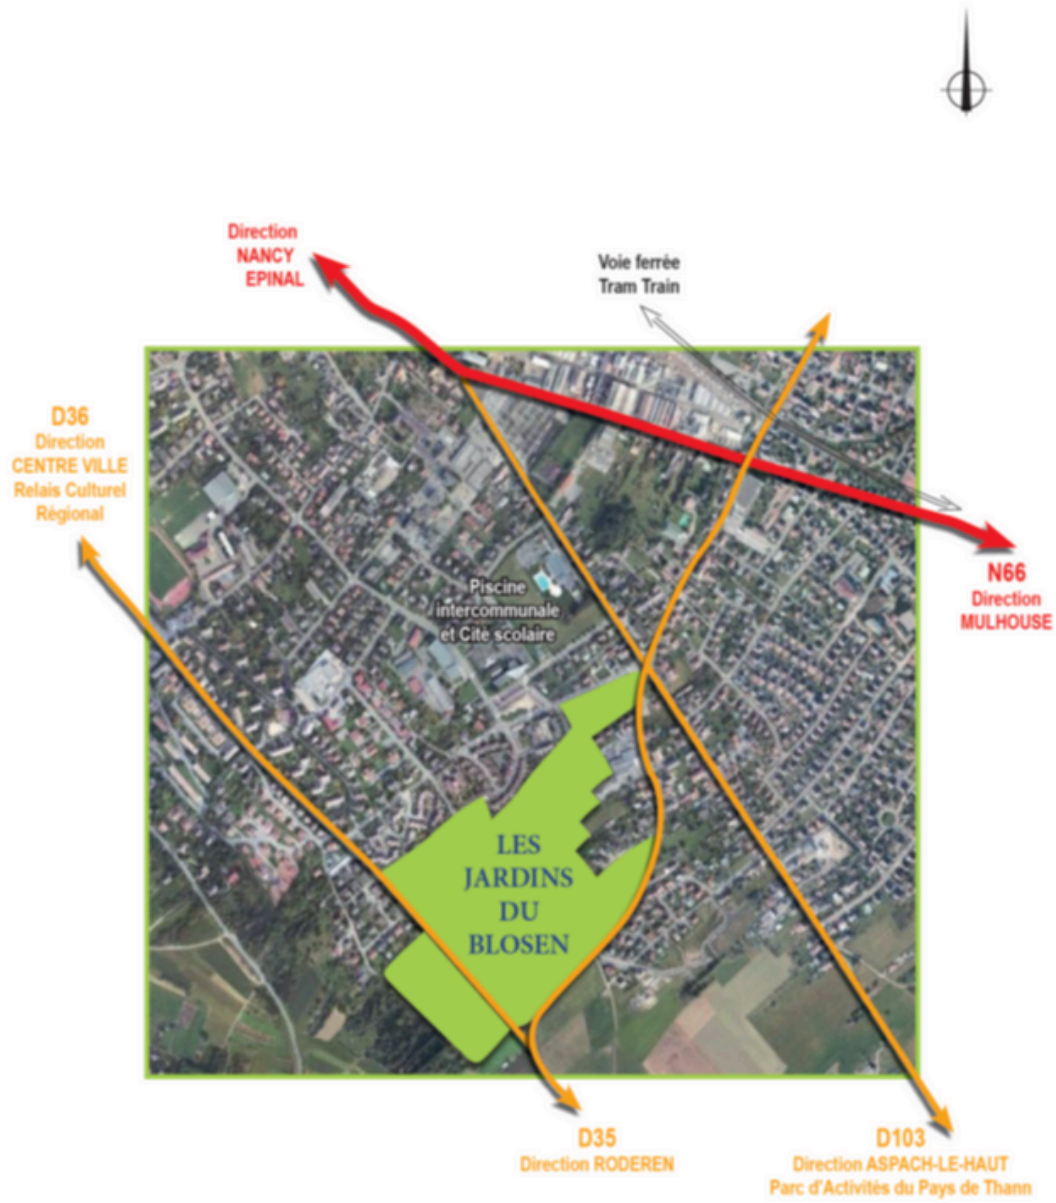 Direction
NANCY
EPINAL
Voie ferrée
Tram Train
D36
Direction
CENTRE VILLE
Relais Culturel
Régional
N66
Direction
MULHOUSE
Piscine
intercommunale
et Cité scolaire
LES
JARDINS
DU
BLOSEN
D35
Direction RODEREN
D103
Direction ASPACH-LE-HAUT
Parc d'Activités du Pays de Thann